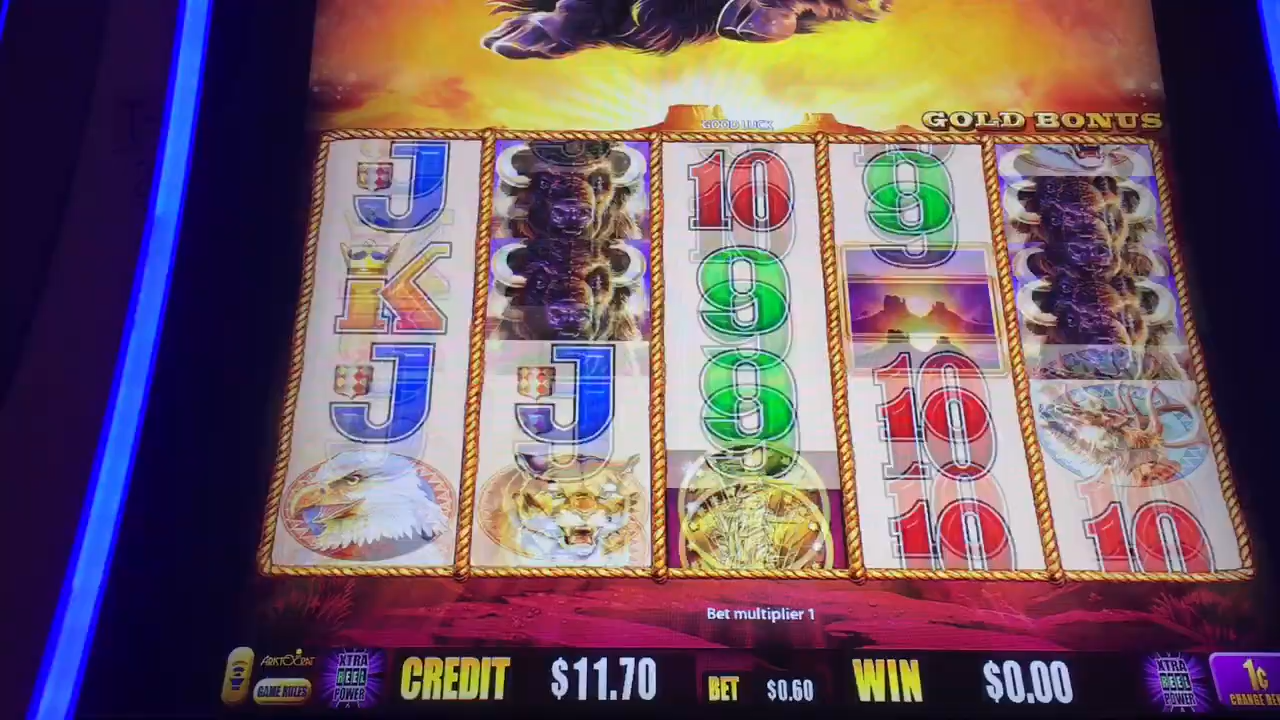 GOOD LUCK
GOLD BONUS
J 10 9
K 9
J J 9 10
10 10
Bet multiplier 1
ARISTOCRAT
GAME RULES
XTRA REEL POWER
CREDIT $11.70
BET $0.60
WIN $0.00
XTRA REEL POWER
1¢